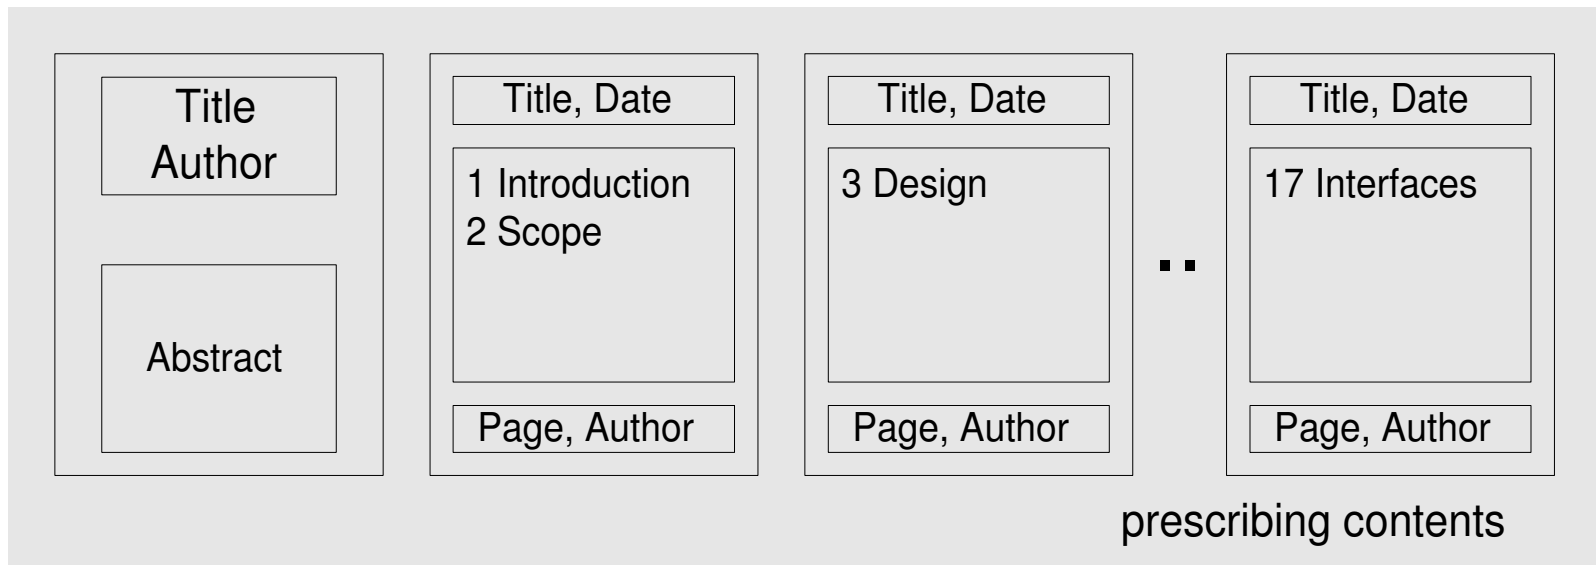 Title
Author
Abstract
Title, Date
1 Introduction
2 Scope
Page, Author
Title, Date
3 Design
Page, Author
..
Title, Date
17 Interfaces
Page, Author
prescribing contents